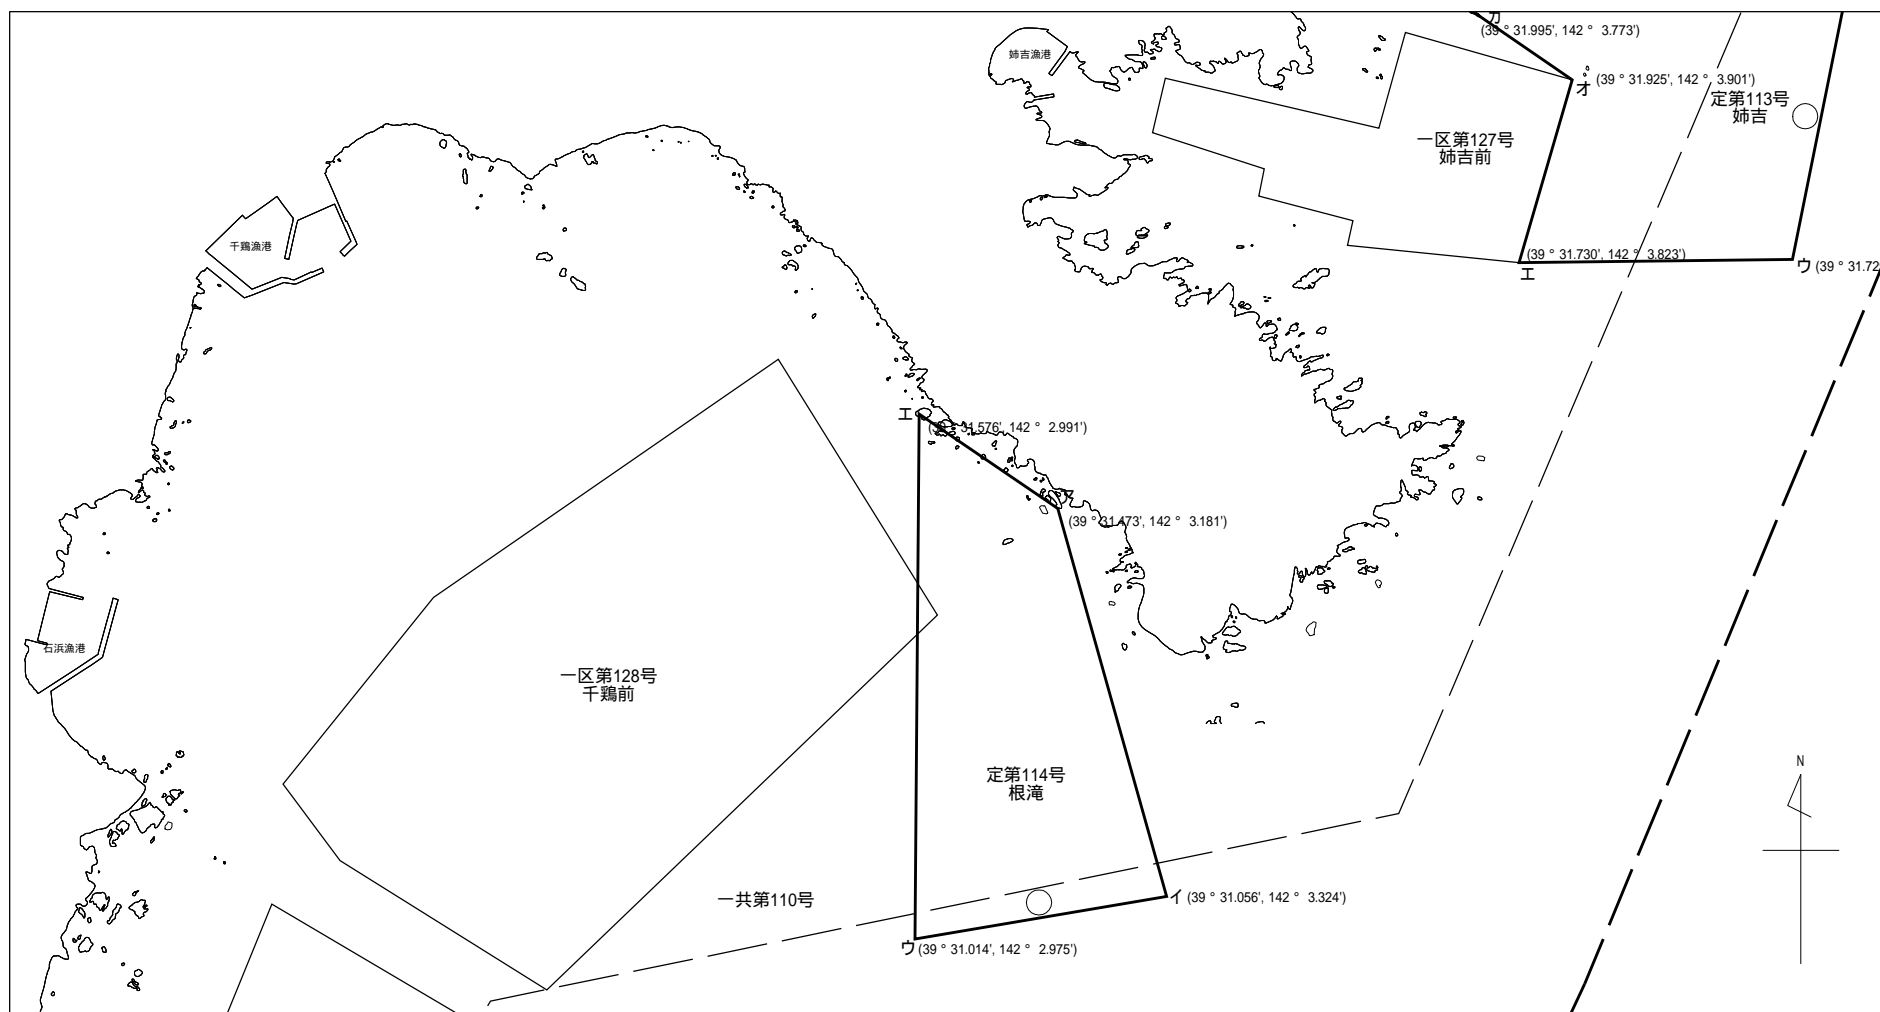 カ
(39 ° 31.995', 142 ° 3.773')
姉吉漁港
オ
(39 ° 31.925', 142 ° 3.901')
定第113号
姉吉
一区第127号
姉吉前
千鶏漁港
(39 ° 31.730', 142 ° 3.823')
エ
ウ
(39 ° 31.72
エ
(39 ° 31.576', 142 ° 2.991')
(39 ° 31.473', 142 ° 3.181')
石浜漁港
一区第128号
千鶏前
定第114号
根滝
N
一共第110号
イ
(39 ° 31.056', 142 ° 3.324')
ウ
(39 ° 31.014', 142 ° 2.975')